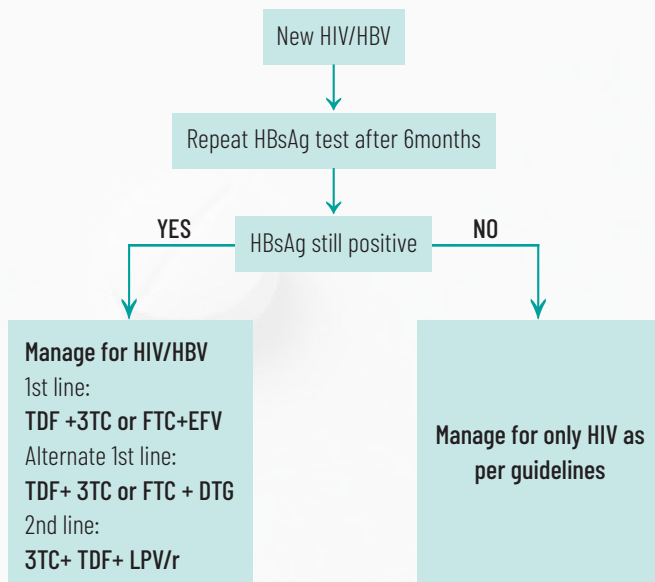 New HIV/HBV
Repeat HBsAg test after 6months
YES
HBsAg still positive
NO
Manage for HIV/HBV
1st line:
TDF +3TC or FTC+EFV
Alternate 1st line:
TDF+ 3TC or FTC + DTG
2nd line:
3TC+ TDF+ LPV/r
Manage for only HIV as
per guidelines